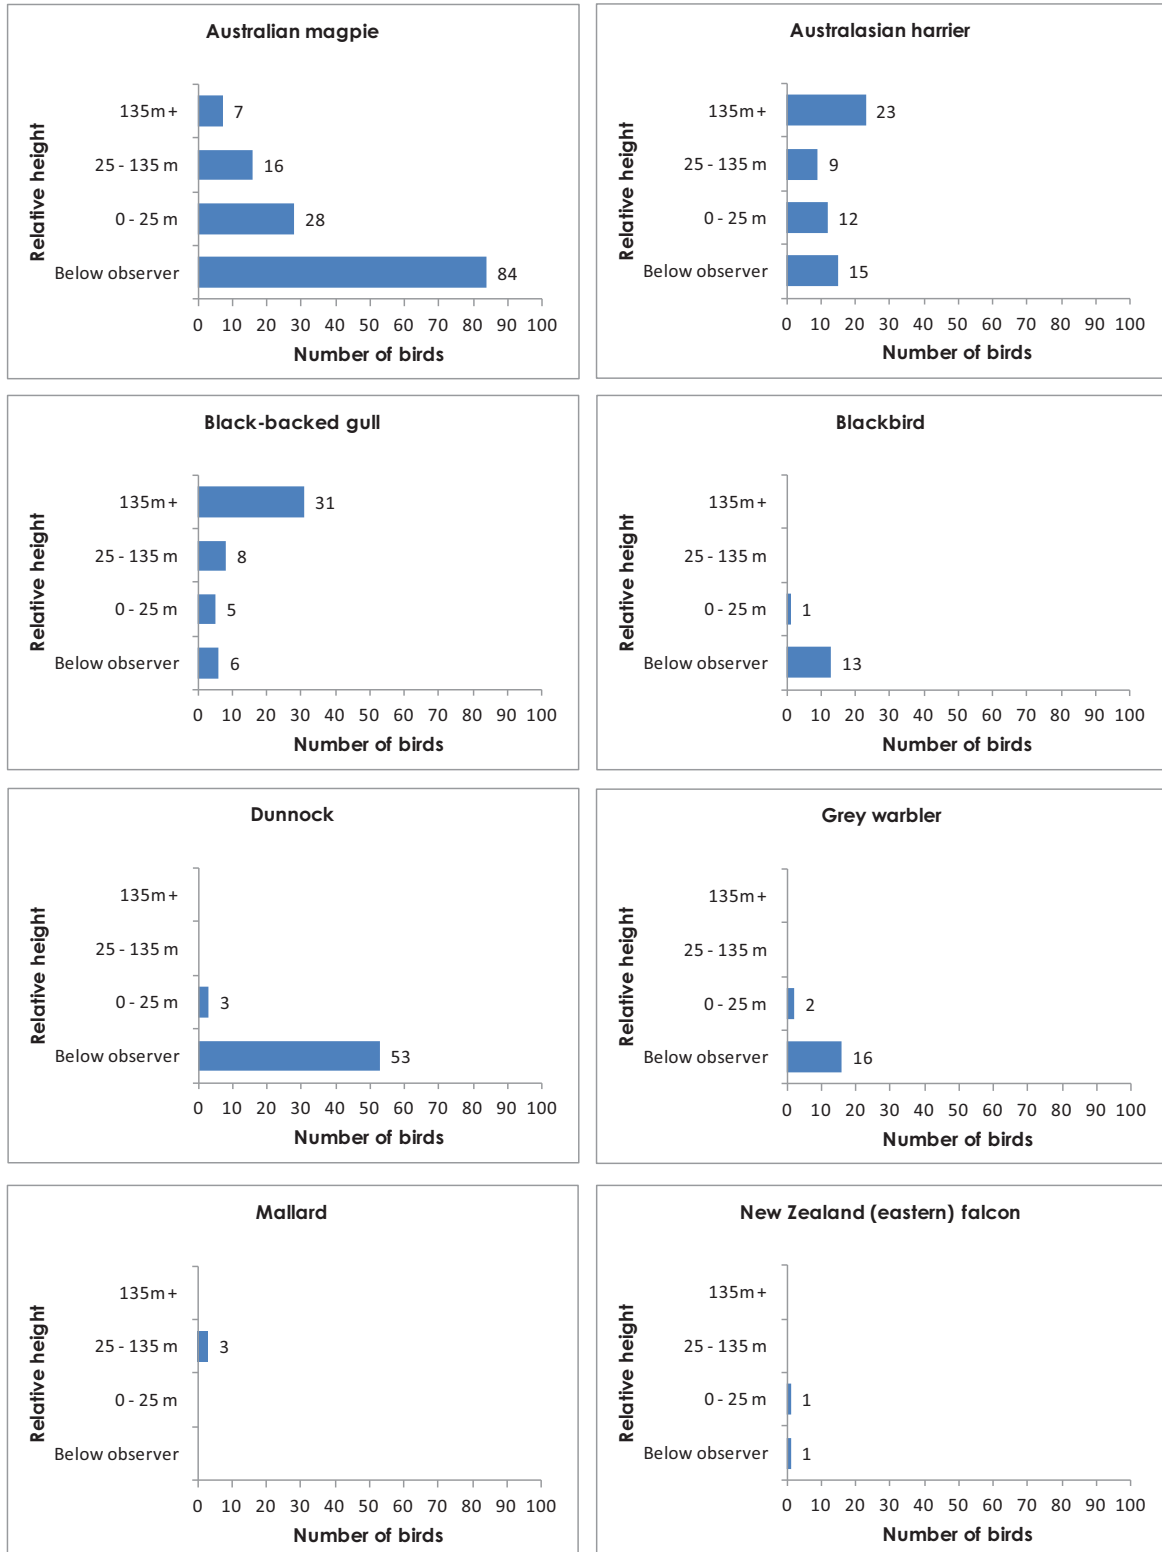 Australian magpie
Relative height
135m+
7
25 - 135 m
16
0 - 25 m
28
Below observer
84
0 10 20 30 40 50 60 70 80 90 100
Number of birds
Australasian harrier
Relative height
135m+
23
25 - 135 m
9
0 - 25 m
12
Below observer
15
0 10 20 30 40 50 60 70 80 90 100
Number of birds
Black-backed gull
Relative height
135m+
31
25 - 135 m
8
0 - 25 m
5
Below observer
6
0 10 20 30 40 50 60 70 80 90 100
Number of birds
Blackbird
Relative height
135m+
25 - 135 m
0 - 25 m
1
Below observer
13
0 10 20 30 40 50 60 70 80 90 100
Number of birds
Dunnock
Relative height
135m+
25 - 135 m
0 - 25 m
3
Below observer
53
0 10 20 30 40 50 60 70 80 90 100
Number of birds
Grey warbler
Relative height
135m+
25 - 135 m
0 - 25 m
2
Below observer
16
0 10 20 30 40 50 60 70 80 90 100
Number of birds
Mallard
Relative height
135m+
25 - 135 m
3
0 - 25 m
Below observer
0 10 20 30 40 50 60 70 80 90 100
Number of birds
New Zealand (eastern) falcon
Relative height
135m+
25 - 135 m
0 - 25 m
1
Below observer
1
0 10 20 30 40 50 60 70 80 90 100
Number of birds